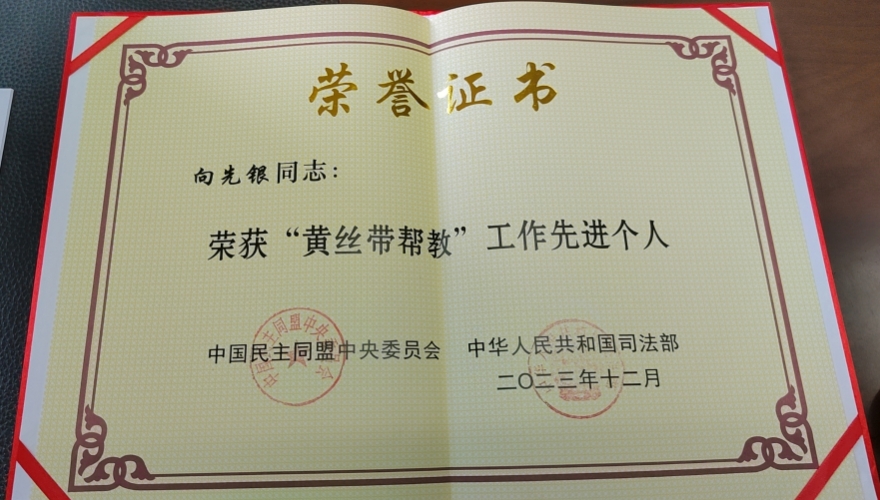 荣誉证书
向先银同志：
荣获“黄丝带帮教”工作先进个人
中国民主同盟中央委员会 中华人民共和国司法部
二〇二三年十二月